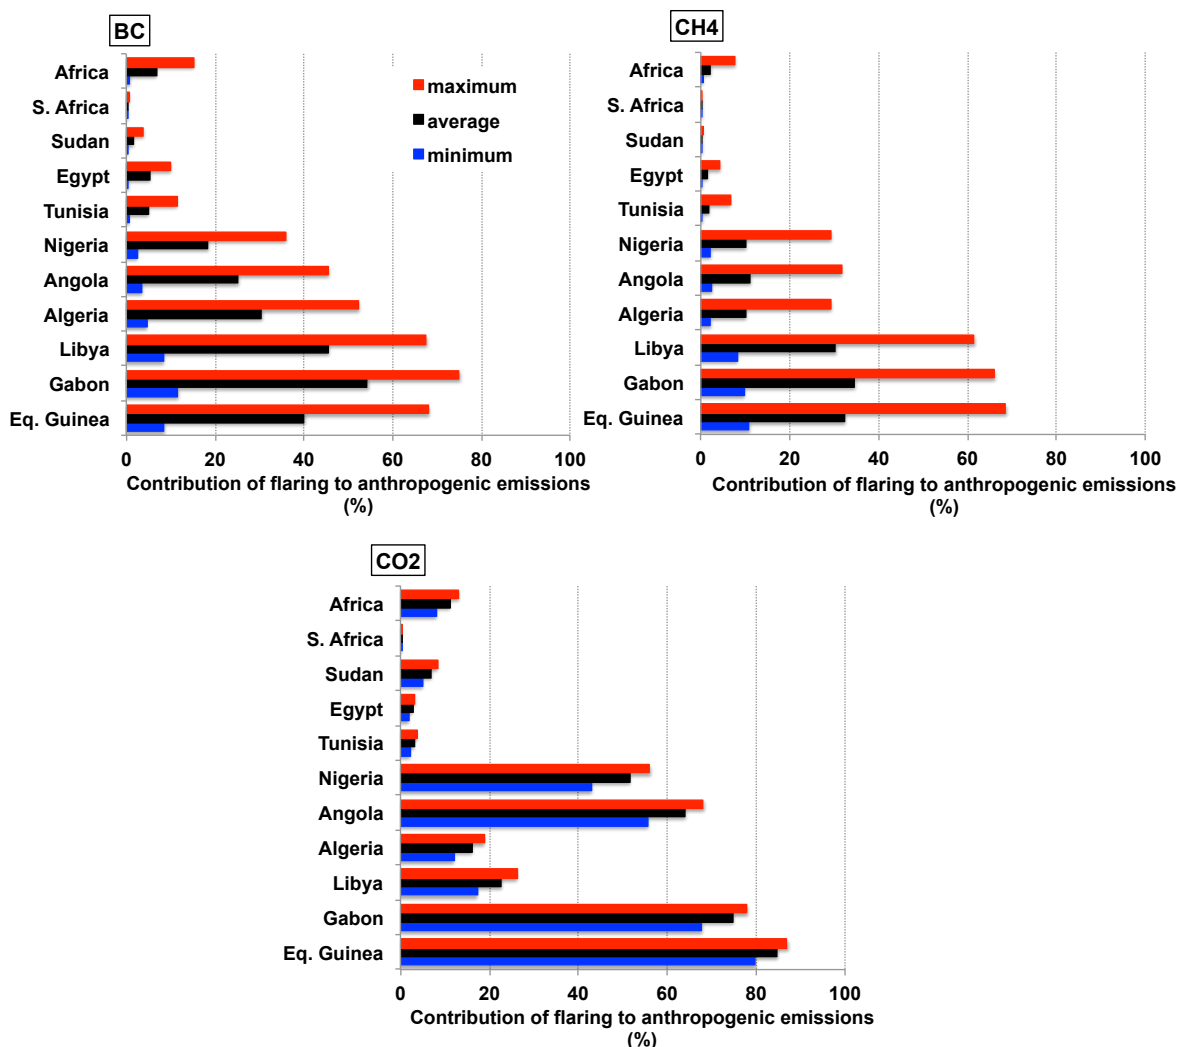 BC
Africa
S. Africa
Sudan
Egypt
Tunisia
Nigeria
Angola
Algeria
Libya
Gabon
Eq. Guinea
maximum
average
minimum
0 20 40 60 80 100
Contribution of flaring to anthropogenic emissions
(%)
CH4
Africa
S. Africa
Sudan
Egypt
Tunisia
Nigeria
Angola
Algeria
Libya
Gabon
Eq. Guinea
0 20 40 60 80 100
Contribution of flaring to anthropogenic emissions
(%)
CO2
Africa
S. Africa
Sudan
Egypt
Tunisia
Nigeria
Angola
Algeria
Libya
Gabon
Eq. Guinea
0 20 40 60 80 100
Contribution of flaring to anthropogenic emissions
(%)